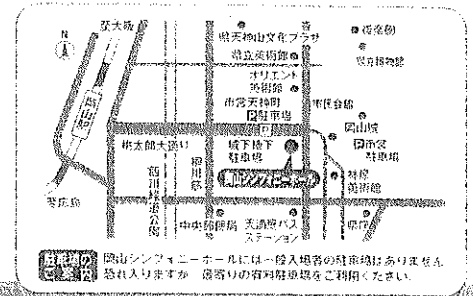 至大阪
県天神山文化プラザ
後楽園
県立美術館
県立博物館
オリエント
美術館
市営天神町
P駐車場
市民会館
岡山駅
P
岡山城
桃太郎大通り
城下地下
駐車場
P市営
駐車場
西川緑道公園
柳川筋
岡山シンフォニーホール
林原
美術館
至広島
中央郵便局
天満屋バス
ステーション
県庁
駐車場の
ご案内
岡山シンフォニーホールには一般入場者の駐車場はありません
恐れ入りますが 最寄りの有料駐車場をご利用ください.